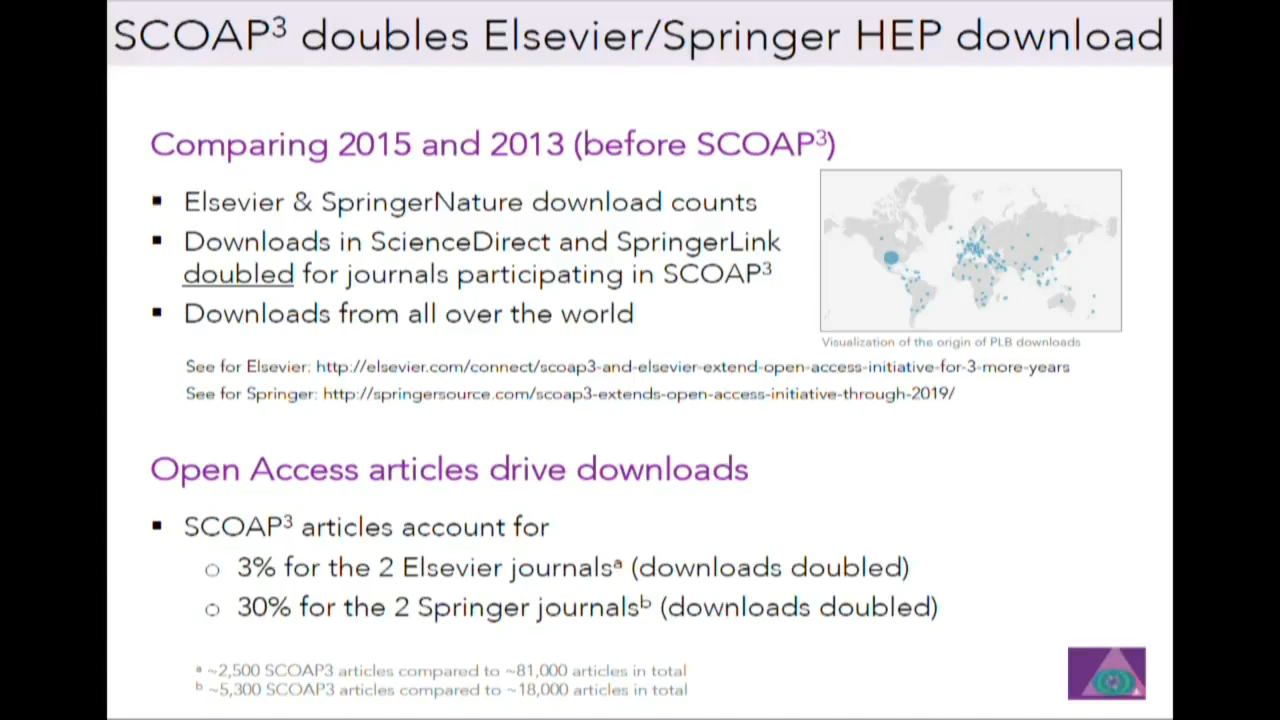 SCOAP³ doubles Elsevier/Springer HEP download
Comparing 2015 and 2013 (before SCOAP³)
▪ Elsevier & SpringerNature download counts
▪ Downloads in ScienceDirect and SpringerLink
doubled for journals participating in SCOAP³
▪ Downloads from all over the world
Visualization of the origin of PLB downloads
See for Elsevier: http://elsevier.com/connect/scoap3-and-elsevier-extend-open-access-initiative-for-3-more-years
See for Springer: http://springersource.com/scoap3-extends-open-access-initiative-through-2019/
Open Access articles drive downloads
▪ SCOAP³ articles account for
○ 3% for the 2 Elsevier journalsᵃ (downloads doubled)
○ 30% for the 2 Springer journalsᵇ (downloads doubled)
ᵃ ~2,500 SCOAP3 articles compared to ~81,000 articles in total
ᵇ ~5,300 SCOAP3 articles compared to ~18,000 articles in total